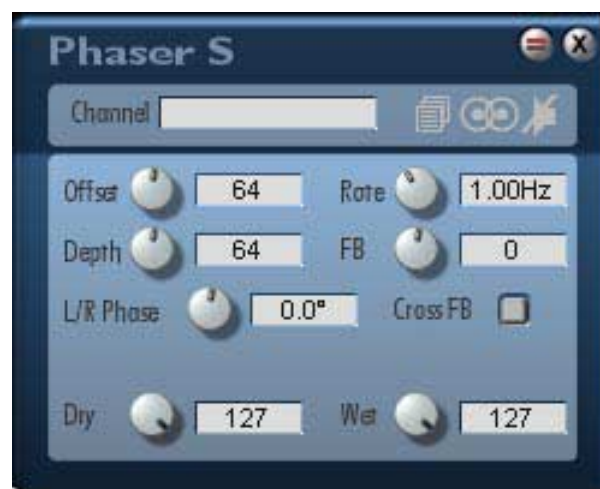 Phaser S
Channel
Offset 64 Rate 1.00Hz
Depth 64 FB 0
L/R Phase 0.0° Cross FB
Dry 127 Wet 127